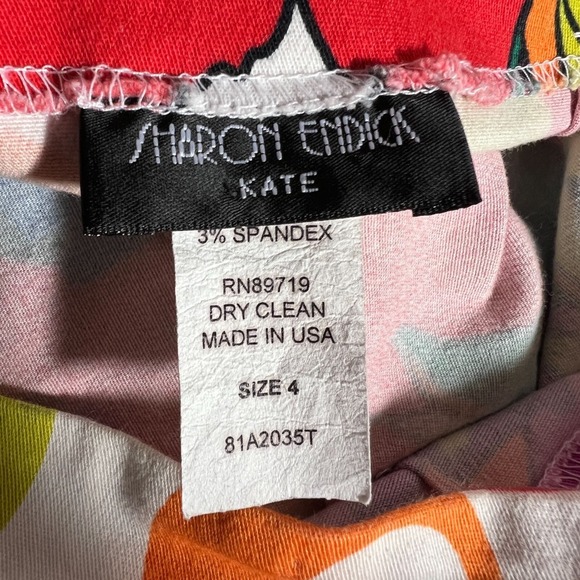 SHARON ENDICK
KATE
3% SPANDEX
RN89719
DRY CLEAN
MADE IN USA
SIZE 4
81A2035T